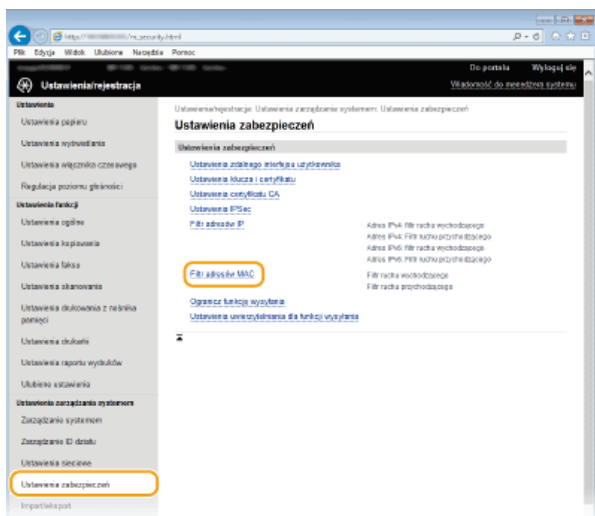 Plik Edycja Widok Ulubione Narzędzia Pomoc
Do portalu Wyloguj się
Ustawienia/rejestracja
Wiadomość do menedżera systemu
Ustawienia
Ustawienia papieru
Ustawienia wyświetlania
Ustawienia włącznika czasowego
Regulacja poziomu głośności
Ustawienia funkcji
Ustawienia ogólne
Ustawienia kopiowania
Ustawienia faksu
Ustawienia skanowania
Ustawienia drukowania z nośnika
pamięci
Ustawienia drukarki
Ustawienia raportu wydruków
Ulubione ustawienia
Ustawienia zarządzania systemem
Zarządzanie systemem
Zarządzanie ID działu
Ustawienia sieciowe
Ustawienia zabezpieczeń
Import/eksport
Ustawienia/rejestracja: Ustawienia zarządzania systemem: Ustawienia zabezpieczeń
Ustawienia zabezpieczeń
Ustawienia zabezpieczeń
Ustawienia zdalnego interfejsu użytkownika
Ustawienia klucza i certyfikatu
Ustawienia certyfikatu CA
Ustawienia IPSec
Filtr adresów IP
Adres IPv4: filtr ruchu wychodzącego
Adres IPv4: Filtr ruchu przychodzącego
Adres IPv6: filtr ruchu wychodzącego
Adres IPv6: Filtr ruchu przychodzącego
Filtr adresów MAC
Filtr ruchu wychodzącego
Filtr ruchu przychodzącego
Ogranicz funkcję wysyłania
Ustawienia uwierzytelniania dla funkcji wysyłania